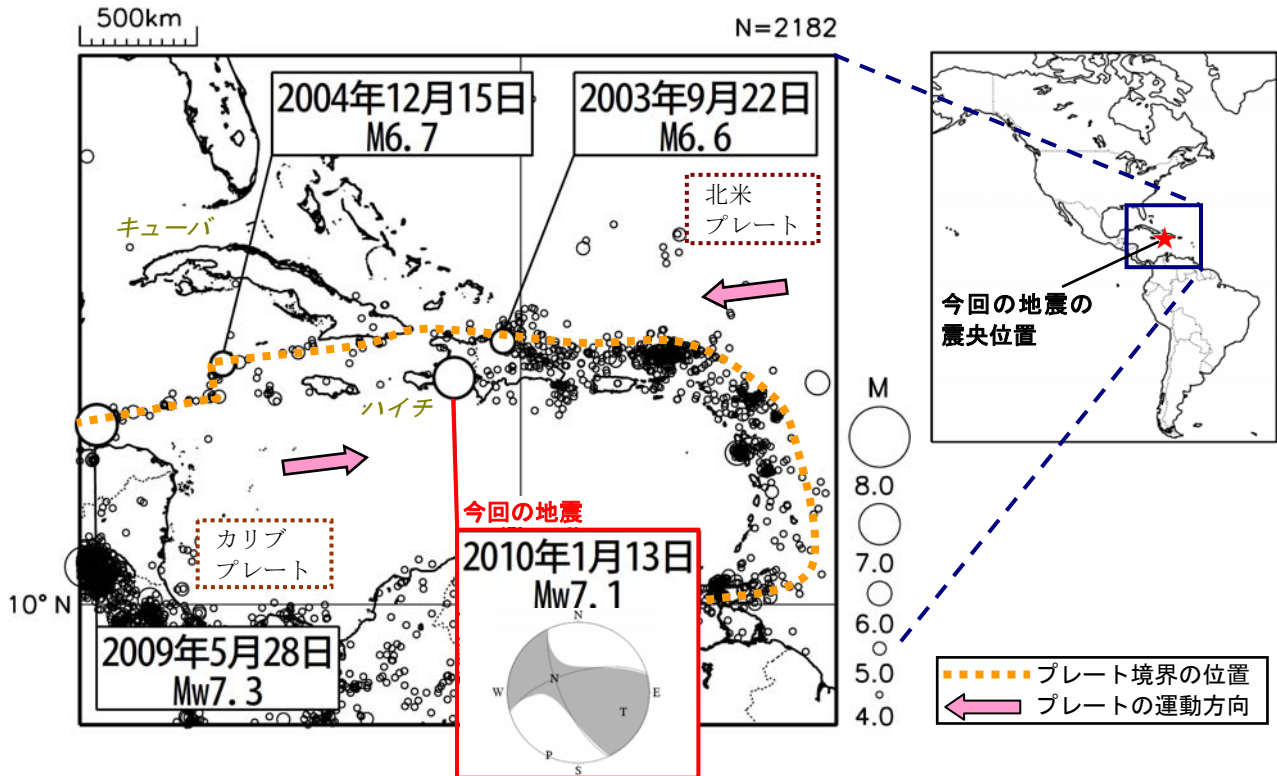 500km
N=2182
2004年12月15日
M6.7
2003年9月22日
M6.6
北米
プレート
キューバ
ハイチ
今回の地震の
震央位置
カリブ
プレート
今回の地震
2010年1月13日
Mw7.1
N
W
N
E
T
P
S
10°N
2009年5月28日
Mw7.3
M
8.0
7.0
6.0
5.0
4.0
プレート境界の位置
プレートの運動方向